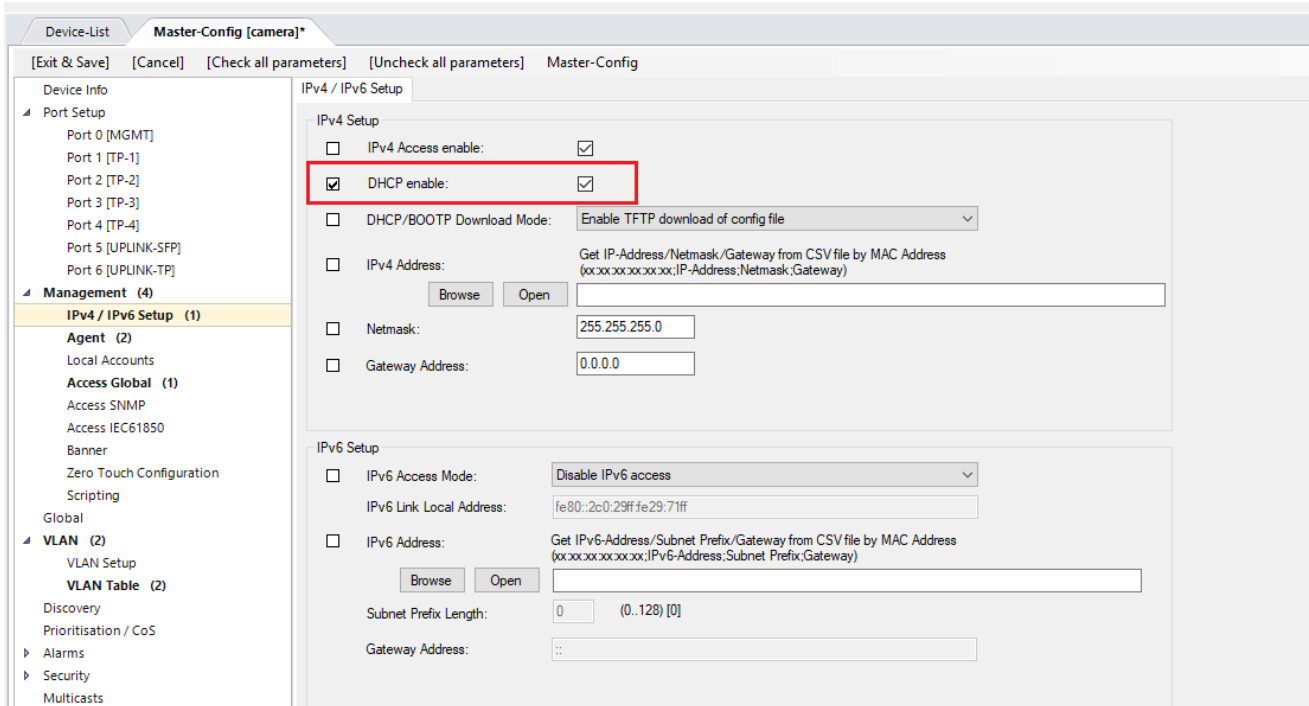 Device-List Master-Config [camera]*
[Exit & Save] [Cancel] [Check all parameters] [Uncheck all parameters] Master-Config
Device Info
Port Setup
Port 0 [MGMT]
Port 1 [TP-1]
Port 2 [TP-2]
Port 3 [TP-3]
Port 4 [TP-4]
Port 5 [UPLINK-SFP]
Port 6 [UPLINK-TP]
Management (4)
IPv4 / IPv6 Setup (1)
Agent (2)
Local Accounts
Access Global (1)
Access SNMP
Access IEC61850
Banner
Zero Touch Configuration
Scripting
Global
VLAN (2)
VLAN Setup
VLAN Table (2)
Discovery
Prioritisation / CoS
Alarms
Security
Multicasts
IPv4 / IPv6 Setup
IPv4 Setup
IPv4 Access enable:
DHCP enable:
DHCP/BOOTP Download Mode: Enable TFTP download of config file
Get IP-Address/Netmask/Gateway from CSV file by MAC Address
IPv4 Address: (xx:xx:xx:xx:xx:xx;IP-Address;Netmask;Gateway)
Browse Open
Netmask: 255.255.255.0
Gateway Address: 0.0.0.0
IPv6 Setup
IPv6 Access Mode: Disable IPv6 access
IPv6 Link Local Address: fe80::2c0:29ff:fe29:71ff
IPv6 Address: Get IPv6-Address/Subnet Prefix/Gateway from CSV file by MAC Address
(xx:xx:xx:xx:xx:xx;IPv6-Address;Subnet Prefix;Gateway)
Browse Open
Subnet Prefix Length: 0 (0..128) [0]
Gateway Address: ::